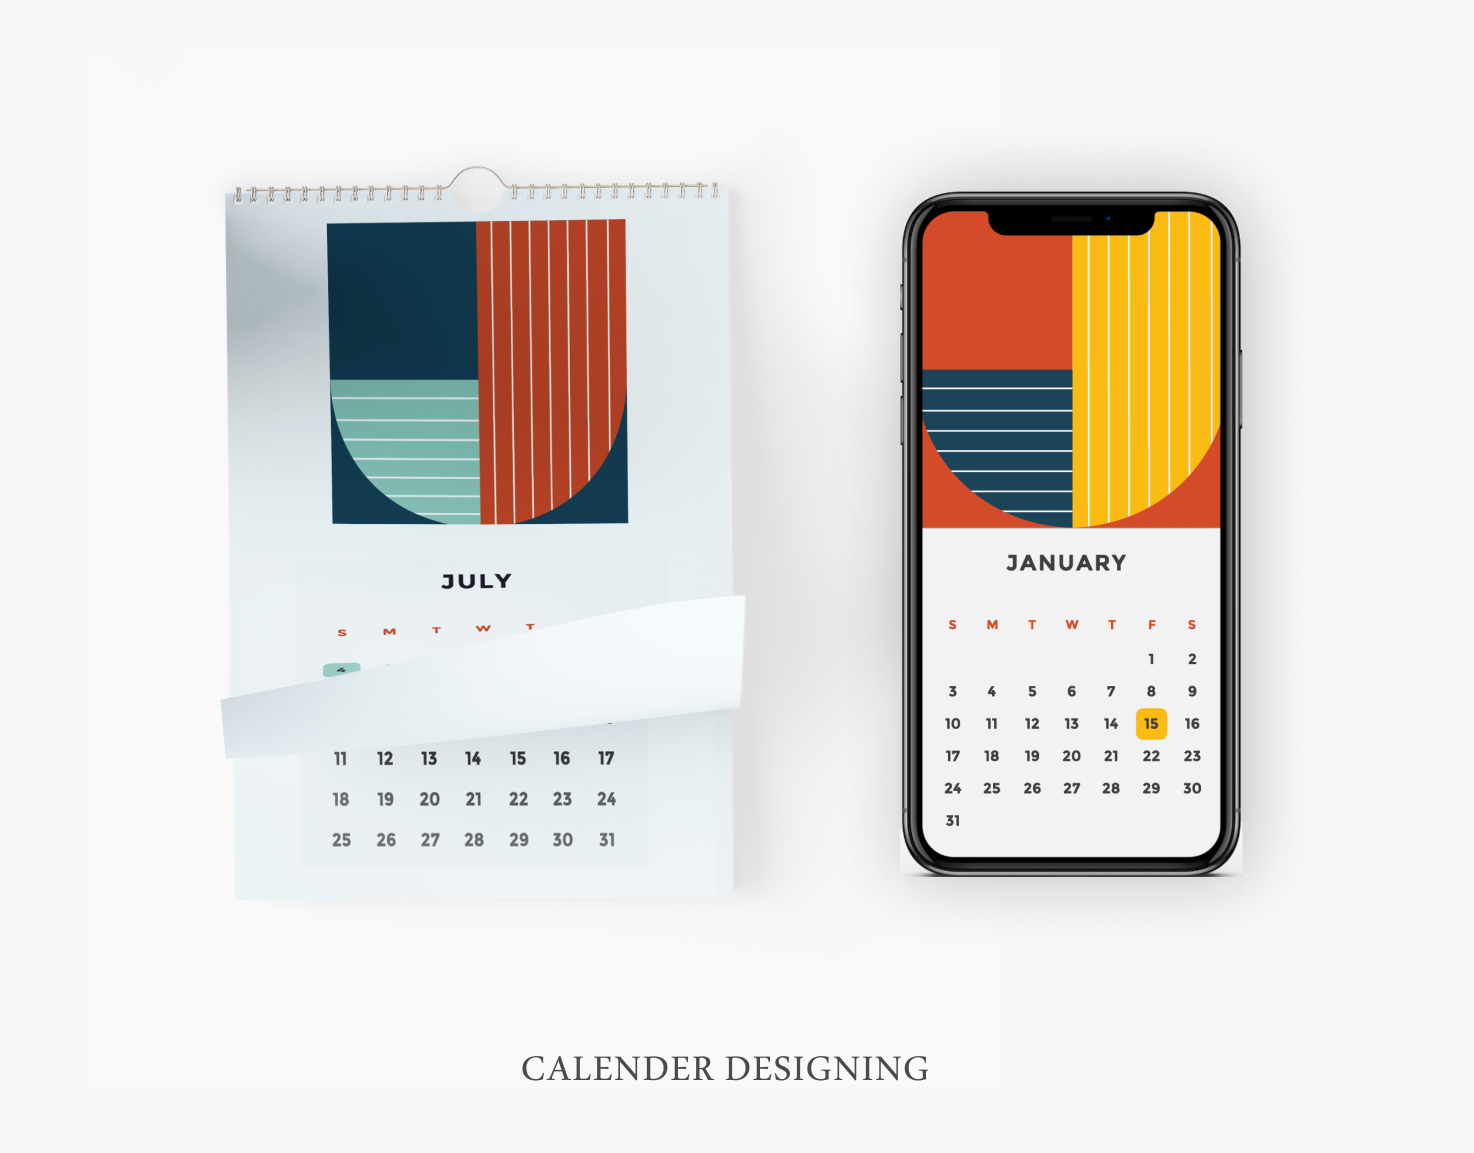 JULY
S M T W T
4
11 12 13 14 15 16 17
18 19 20 21 22 23 24
25 26 27 28 29 30 31
JANUARY
S M T W T F S
1 2
3 4 5 6 7 8 9
10 11 12 13 14 15 16
17 18 19 20 21 22 23
24 25 26 27 28 29 30
31
CALENDER DESIGNING